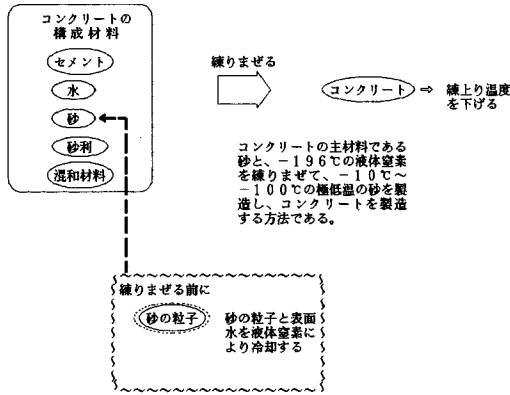 コンクリートの
構成材料
セメント
水
砂
砂利
混和材料
練りまぜる
コンクリート ⇨ 練上り温度
を下げる
コンクリートの主材料である
砂と、－１９６℃の液体窒素
を練りまぜて、－１０℃～
－１００℃の極低温の砂を製
造し、コンクリートを製造
する方法である。
練りまぜる前に
砂の粒子
砂の粒子と表面
水を液体窒素に
より冷却する